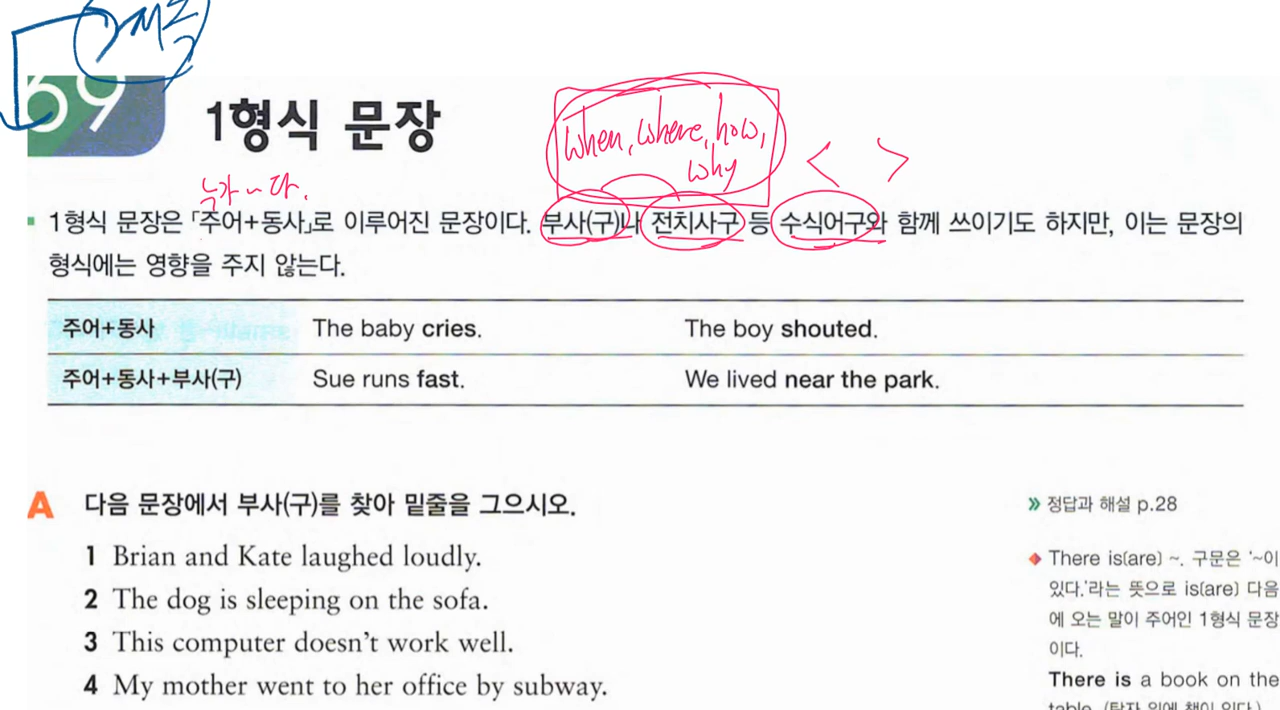 69
1형식 문장
When, where, how,
why
< >
누가~다.
1형식 문장은 「주어+동사」로 이루어진 문장이다. 부사(구)나 전치사구 등 수식어구와 함께 쓰이기도 하지만, 이는 문장의
형식에는 영향을 주지 않는다.
주어+동사 The baby cries. The boy shouted.
주어+동사+부사(구) Sue runs fast. We lived near the park.
A 다음 문장에서 부사(구)를 찾아 밑줄을 그으시오.
1 Brian and Kate laughed loudly.
2 The dog is sleeping on the sofa.
3 This computer doesn't work well.
4 My mother went to her office by subway.
» 정답과 해설 p.28
There is(are) ~. 구문은 '~이
있다.'라는 뜻으로 is(are) 다음
에 오는 말이 주어인 1형식 문장
이다.
There is a book on the
table. (탁자 위에 책이 있다.)